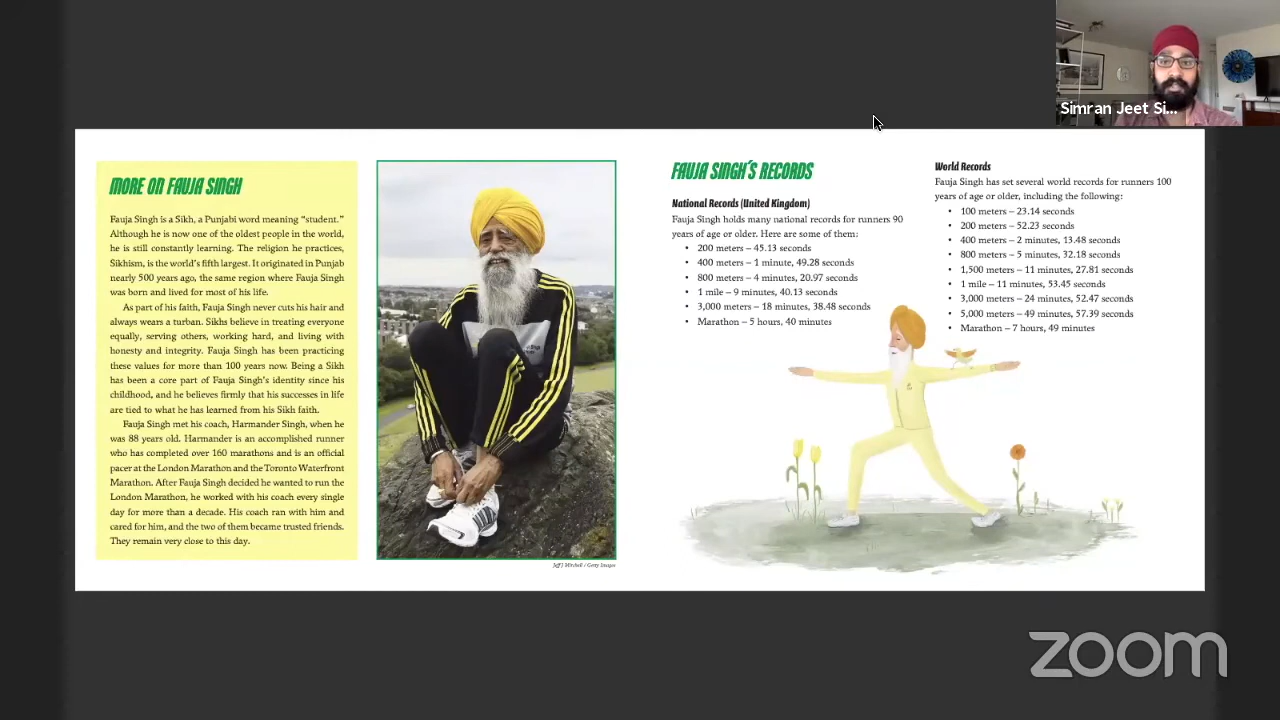 Simran Jeet Si...
MORE ON FAUJA SINGH
Fauja Singh is a Sikh, a Punjabi word meaning “student.”
Although he is now one of the oldest people in the world,
he is still constantly learning. The religion he practices,
Sikhism, is the world’s fifth largest. It originated in Punjab
nearly 500 years ago, the same region where Fauja Singh
was born and lived for most of his life.
As part of his faith, Fauja Singh never cuts his hair and
always wears a turban. Sikhs believe in treating everyone
equally, serving others, working hard, and living with
honesty and integrity. Fauja Singh has been practicing
these values for more than 100 years now. Being a Sikh
has been a core part of Fauja Singh’s identity since his
childhood, and he believes firmly that his successes in life
are tied to what he has learned from his Sikh faith.
Fauja Singh met his coach, Harmander Singh, when he
was 88 years old. Harmander is an accomplished runner
who has completed over 160 marathons and is an official
pacer at the London Marathon and the Toronto Waterfront
Marathon. After Fauja Singh decided he wanted to run the
London Marathon, he worked with his coach every single
day for more than a decade. His coach ran with him and
cared for him, and the two of them became trusted friends.
They remain very close to this day.
Jeff J Mitchell / Getty Images
FAUJA SINGH’S RECORDS
National Records (United Kingdom)
Fauja Singh holds many national records for runners 90
years of age or older. Here are some of them:
• 200 meters – 45.13 seconds
• 400 meters – 1 minute, 49.28 seconds
• 800 meters – 4 minutes, 20.97 seconds
• 1 mile – 9 minutes, 40.13 seconds
• 3,000 meters – 18 minutes, 38.48 seconds
• Marathon – 5 hours, 40 minutes
World Records
Fauja Singh has set several world records for runners 100
years of age or older, including the following:
• 100 meters – 23.14 seconds
• 200 meters – 52.23 seconds
• 400 meters – 2 minutes, 13.48 seconds
• 800 meters – 5 minutes, 32.18 seconds
• 1,500 meters – 11 minutes, 27.81 seconds
• 1 mile – 11 minutes, 53.45 seconds
• 3,000 meters – 24 minutes, 52.47 seconds
• 5,000 meters – 49 minutes, 57.39 seconds
• Marathon – 7 hours, 49 minutes
zoom